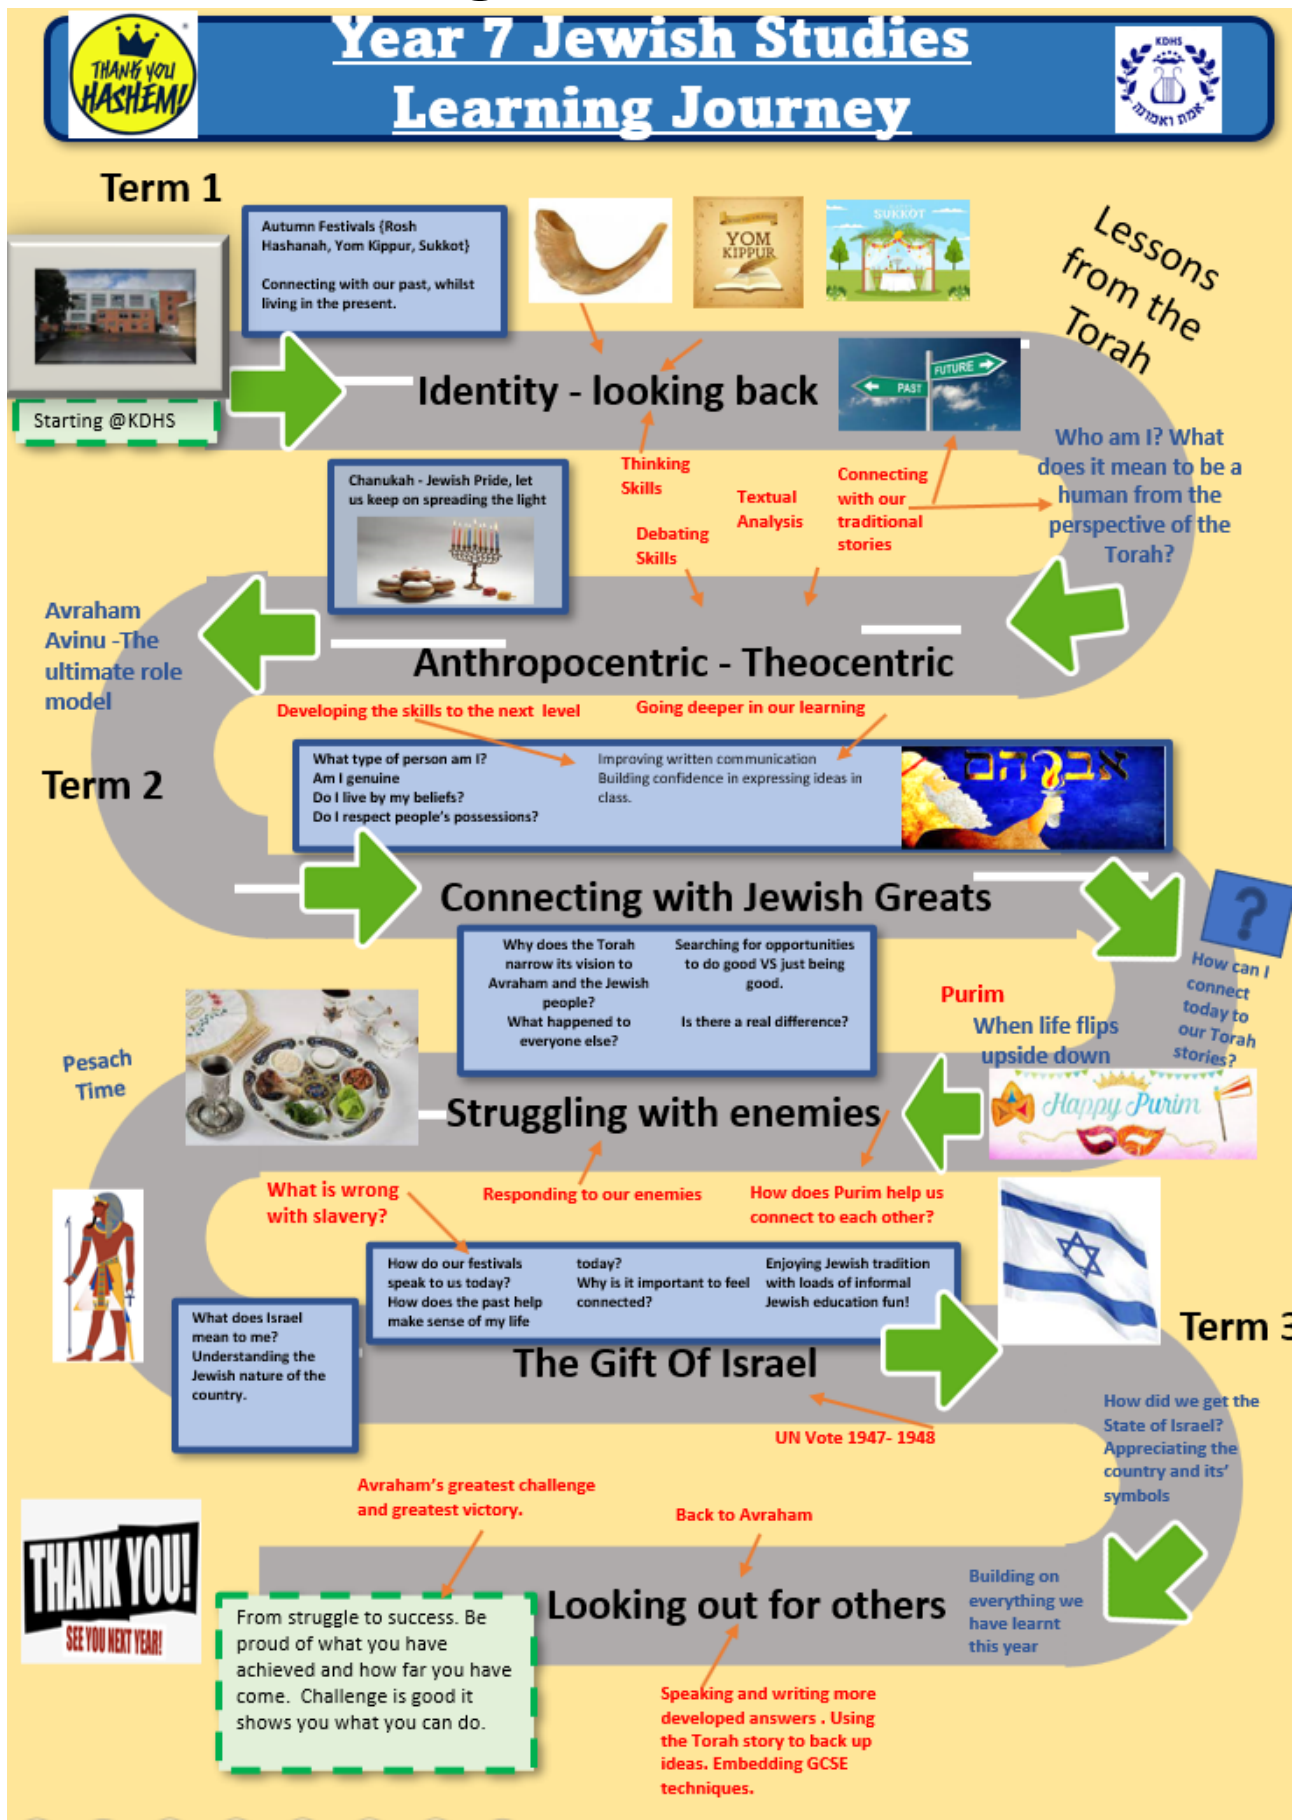 Year 7 Jewish Studies
Learning Journey
THANK YOU
HASHEM!
KDHS
אמת ואמונה
Term 1
Autumn Festivals {Rosh
Hashanah, Yom Kippur, Sukkot}
Connecting with our past, whilst
living in the present.
YOM
KIPPUR
SUKKOT
Lessons
from the
Torah
Starting @KDHS
Identity - looking back
PAST
FUTURE
Who am I? What
does it mean to be a
human from the
perspective of the
Torah?
Thinking
Skills
Debating
Skills
Textual
Analysis
Connecting
with our
traditional
stories
Chanukah - Jewish Pride, let
us keep on spreading the light
Avraham
Avinu -The
ultimate role
model
Anthropocentric - Theocentric
Developing the skills to the next level
Going deeper in our learning
Term 2
What type of person am I?
Am I genuine
Do I live by my beliefs?
Do I respect people's possessions?
Improving written communication
Building confidence in expressing ideas in
class.
אברהם
Connecting with Jewish Greats
Why does the Torah
narrow its vision to
Avraham and the Jewish
people?
What happened to
everyone else?
Searching for opportunities
to do good VS just being
good.
Is there a real difference?
?
How can I
connect
today to
our Torah
stories?
Purim
When life flips
upside down
Happy Purim
Pesach
Time
Struggling with enemies
What is wrong
with slavery?
Responding to our enemies
How does Purim help us
connect to each other?
How do our festivals
speak to us today?
How does the past help
make sense of my life
today?
Why is it important to feel
connected?
Enjoying Jewish tradition
with loads of informal
Jewish education fun!
What does Israel
mean to me?
Understanding the
Jewish nature of the
country.
Term 3
The Gift Of Israel
UN Vote 1947- 1948
How did we get the
State of Israel?
Appreciating the
country and its'
symbols
Avraham's greatest challenge
and greatest victory.
Back to Avraham
THANK YOU!
SEE YOU NEXT YEAR!
From struggle to success. Be
proud of what you have
achieved and how far you have
come.  Challenge is good it
shows you what you can do.
Looking out for others
Building on
everything we
have learnt
this year
Speaking and writing more
developed answers . Using
the Torah story to back up
ideas. Embedding GCSE
techniques.